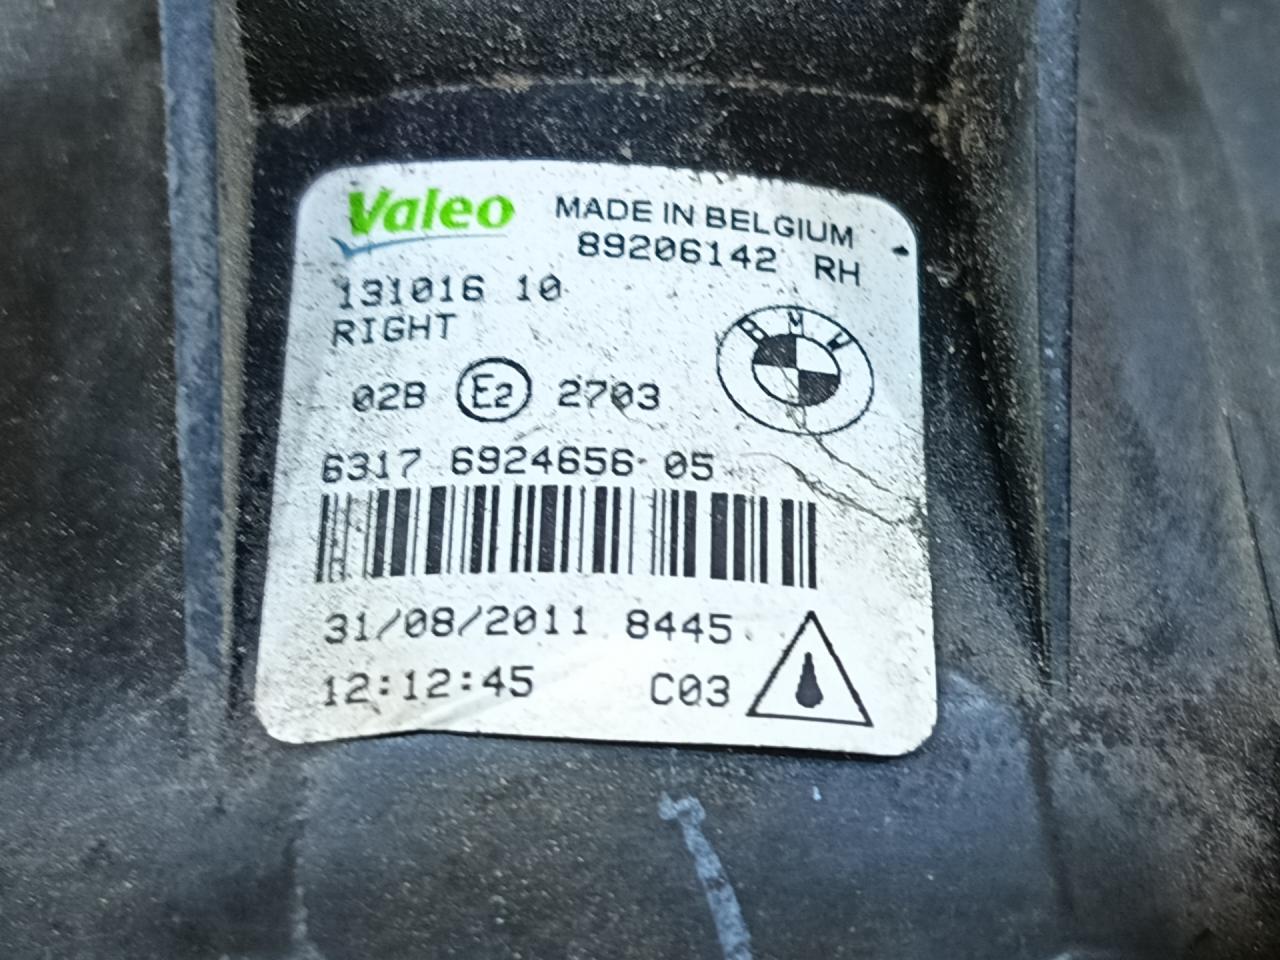 Valeo MADE IN BELGIUM
89206142 RH
131016 10
RIGHT
BMW
02B E2 2703
6317 6924656 05
31/08/2011 8445
12:12:45 C03